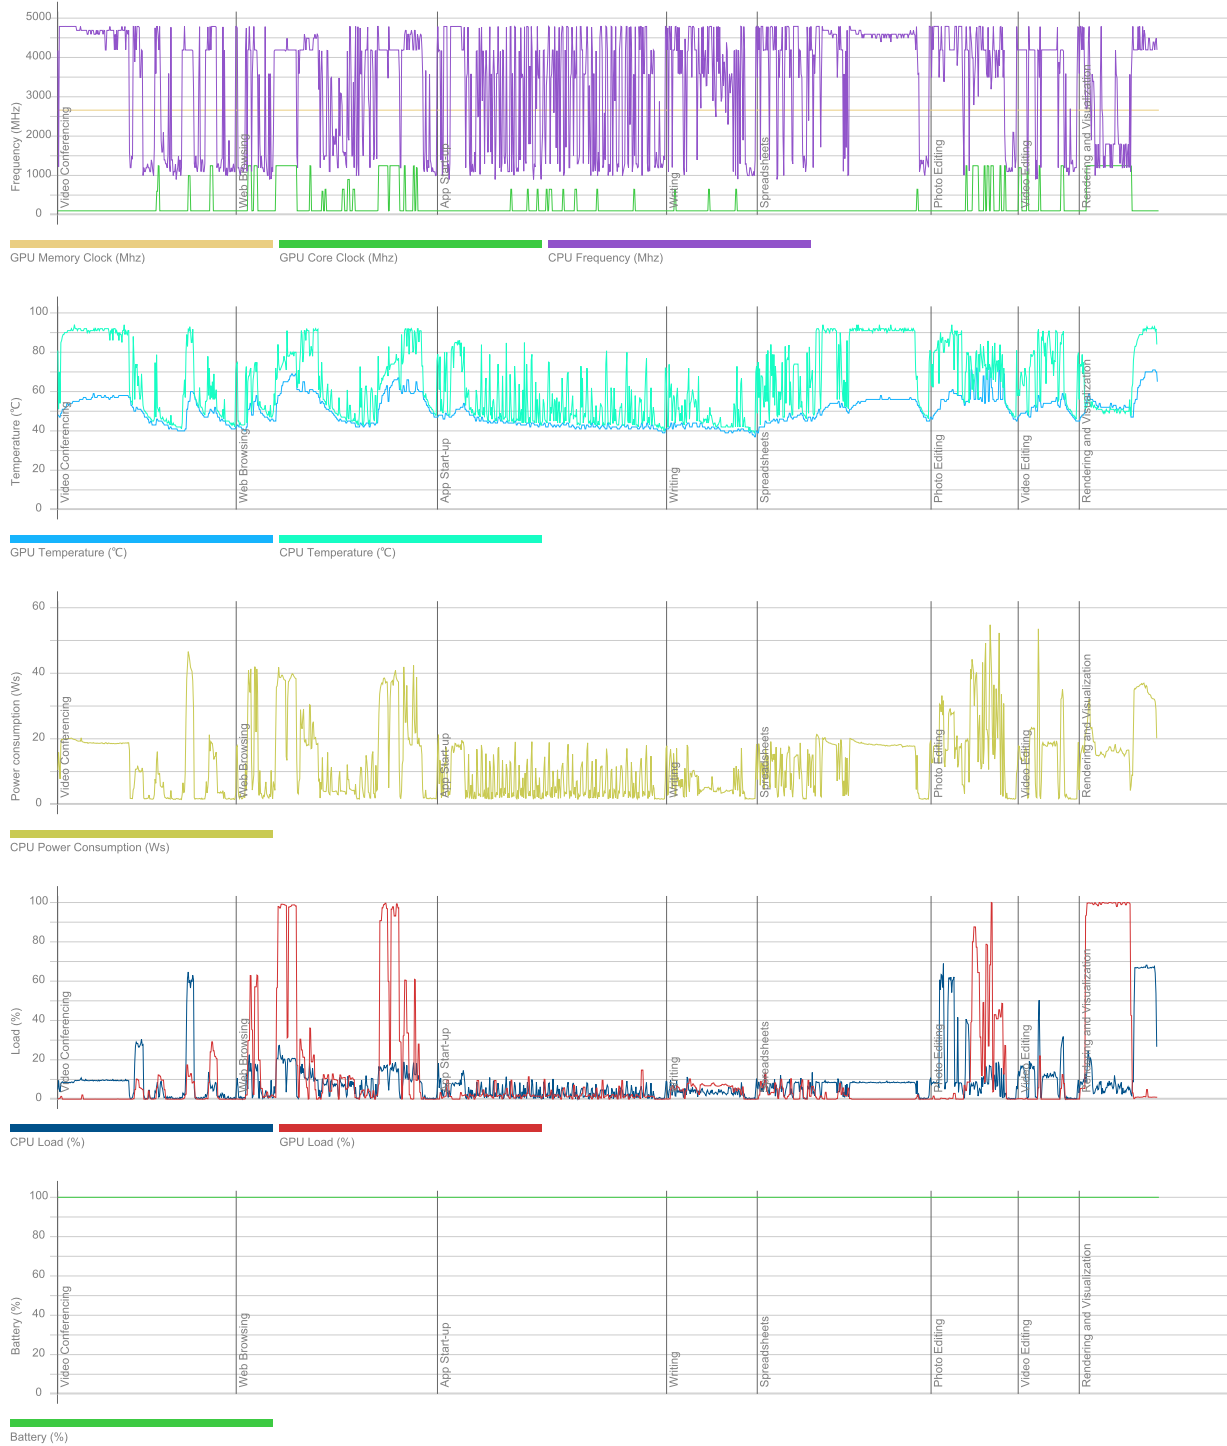 5000
4000
3000
2000
1000
0
Frequency (MHz)
Video Conferencing
Web Browsing
App Start-up
Writing
Spreadsheets
Photo Editing
Video Editing
Rendering and Visualization
GPU Memory Clock (Mhz)
GPU Core Clock (Mhz)
CPU Frequency (Mhz)
100
80
60
40
20
0
Temperature (℃)
Video Conferencing
Web Browsing
App Start-up
Writing
Spreadsheets
Photo Editing
Video Editing
Rendering and Visualization
GPU Temperature (℃)
CPU Temperature (℃)
60
40
20
0
Power consumption (Ws)
Video Conferencing
Web Browsing
App Start-up
Writing
Spreadsheets
Photo Editing
Video Editing
Rendering and Visualization
CPU Power Consumption (Ws)
100
80
60
40
20
0
Load (%)
Video Conferencing
Web Browsing
App Start-up
Writing
Spreadsheets
Photo Editing
Video Editing
Rendering and Visualization
CPU Load (%)
GPU Load (%)
100
80
60
40
20
0
Battery (%)
Video Conferencing
Web Browsing
App Start-up
Writing
Spreadsheets
Photo Editing
Video Editing
Rendering and Visualization
Battery (%)